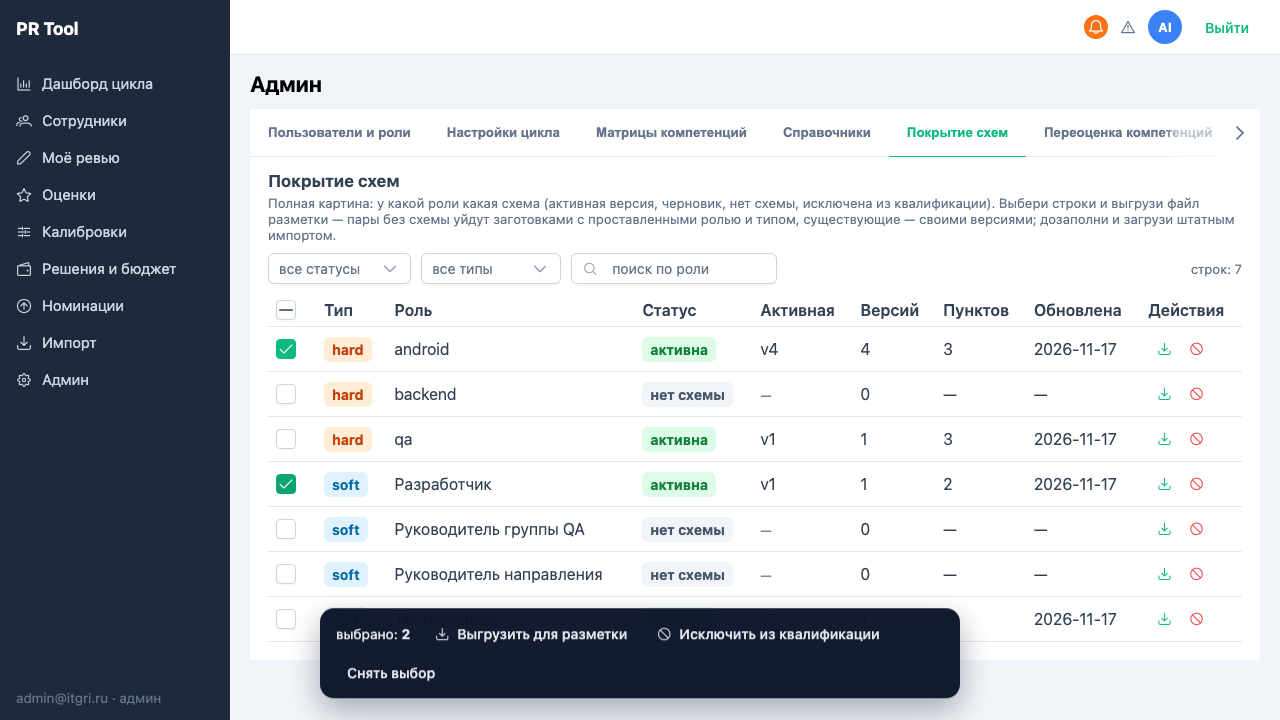 PR Tool
AI
Выйти
Дашборд цикла
Сотрудники
Моё ревью
Оценки
Калибровки
Решения и бюджет
Номинации
Импорт
Админ
admin@itgri.ru · админ
Админ
Пользователи и роли Настройки цикла Матрицы компетенций Справочники Покрытие схем Переоценка компетенций
Покрытие схем
Полная картина: у какой роли какая схема (активная версия, черновик, нет схемы, исключена из квалификации). Выбери строки и выгрузи файл
разметки — пары без схемы уйдут заготовками с проставленными ролью и типом, существующие — своими версиями; дозаполни и загрузи штатным
импортом.
все статусы все типы поиск по роли строк: 7
Тип Роль Статус Активная Версий Пунктов Обновлена Действия
hard android активна v4 4 3 2026-11-17
hard backend нет схемы — 0 — —
hard qa активна v1 1 3 2026-11-17
soft Разработчик активна v1 1 2 2026-11-17
soft Руководитель группы QA нет схемы — 0 — —
soft Руководитель направления нет схемы — 0 — —
2026-11-17
выбрано: 2 Выгрузить для разметки Исключить из квалификации
Снять выбор